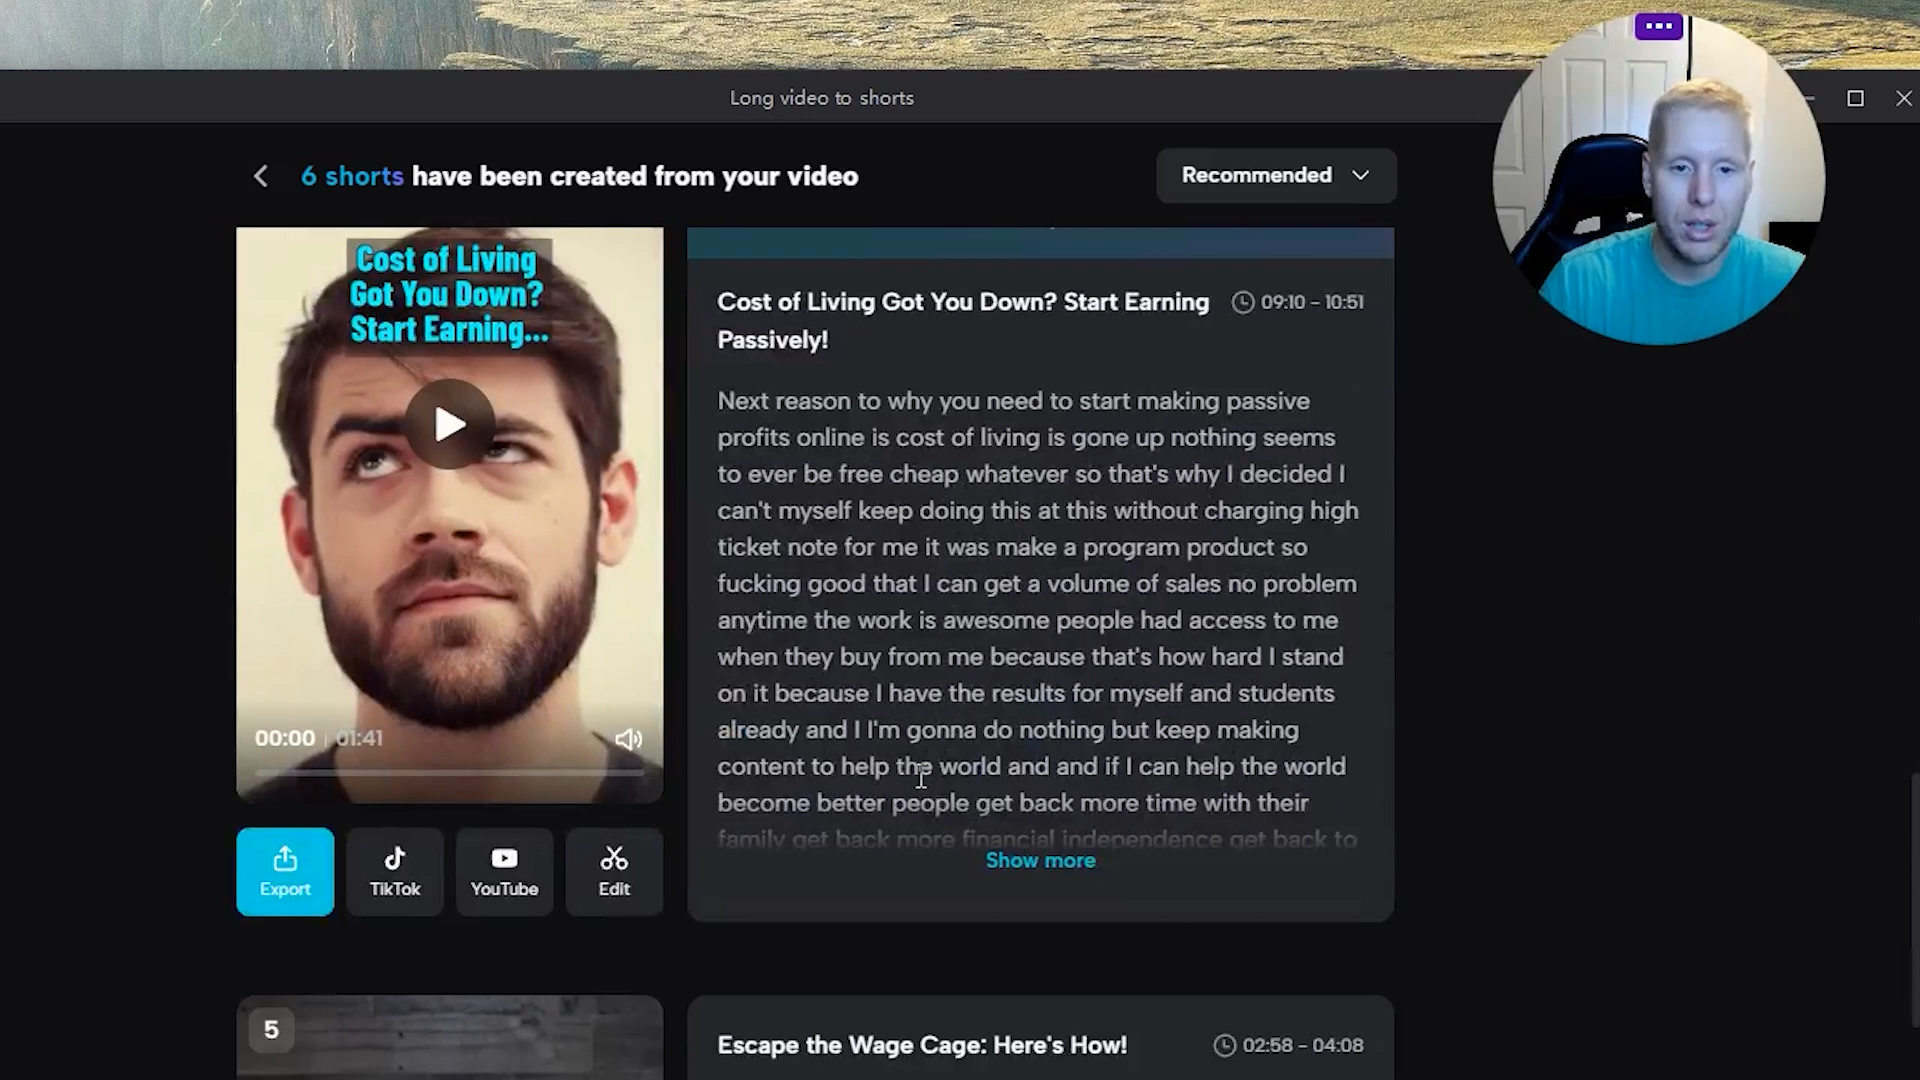 Long video to shorts
6 shorts have been created from your video
Recommended
Cost of Living
Got You Down?
Start Earning...
00:00 01:41
Export
TikTok
YouTube
Edit
Cost of Living Got You Down? Start Earning
Passively!
09:10 – 10:51
Next reason to why you need to start making passive
profits online is cost of living is gone up nothing seems
to ever be free cheap whatever so that's why I decided I
can't myself keep doing this at this without charging high
ticket note for me it was make a program product so
fucking good that I can get a volume of sales no problem
anytime the work is awesome people had access to me
when they buy from me because that's how hard I stand
on it because I have the results for myself and students
already and I I'm gonna do nothing but keep making
content to help the world and and if I can help the world
become better people get back more time with their
family get back more financial independence get back to
Show more
5
Escape the Wage Cage: Here's How!
02:58 – 04:08